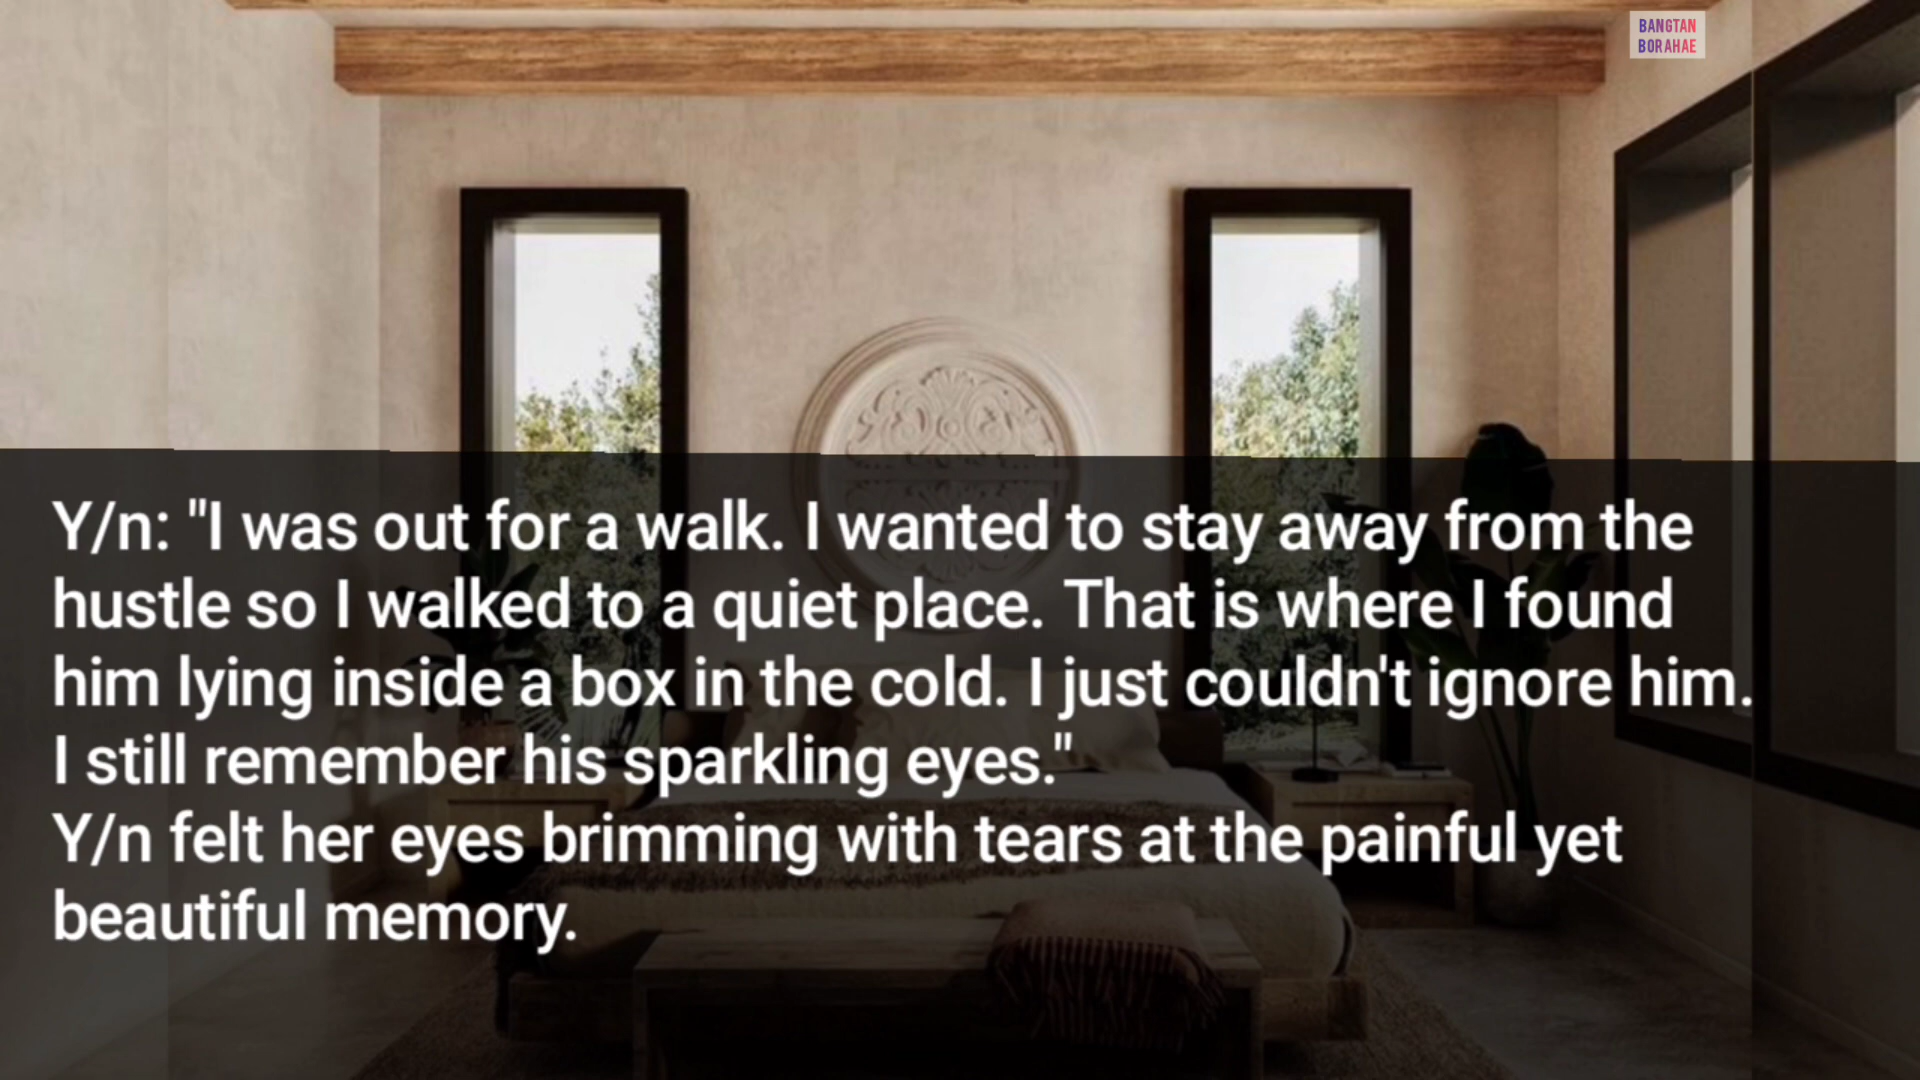 BANGTAN
BORAHAE
Y/n: "I was out for a walk. I wanted to stay away from the
hustle so I walked to a quiet place. That is where I found
him lying inside a box in the cold. I just couldn't ignore him.
I still remember his sparkling eyes."
Y/n felt her eyes brimming with tears at the painful yet
beautiful memory.